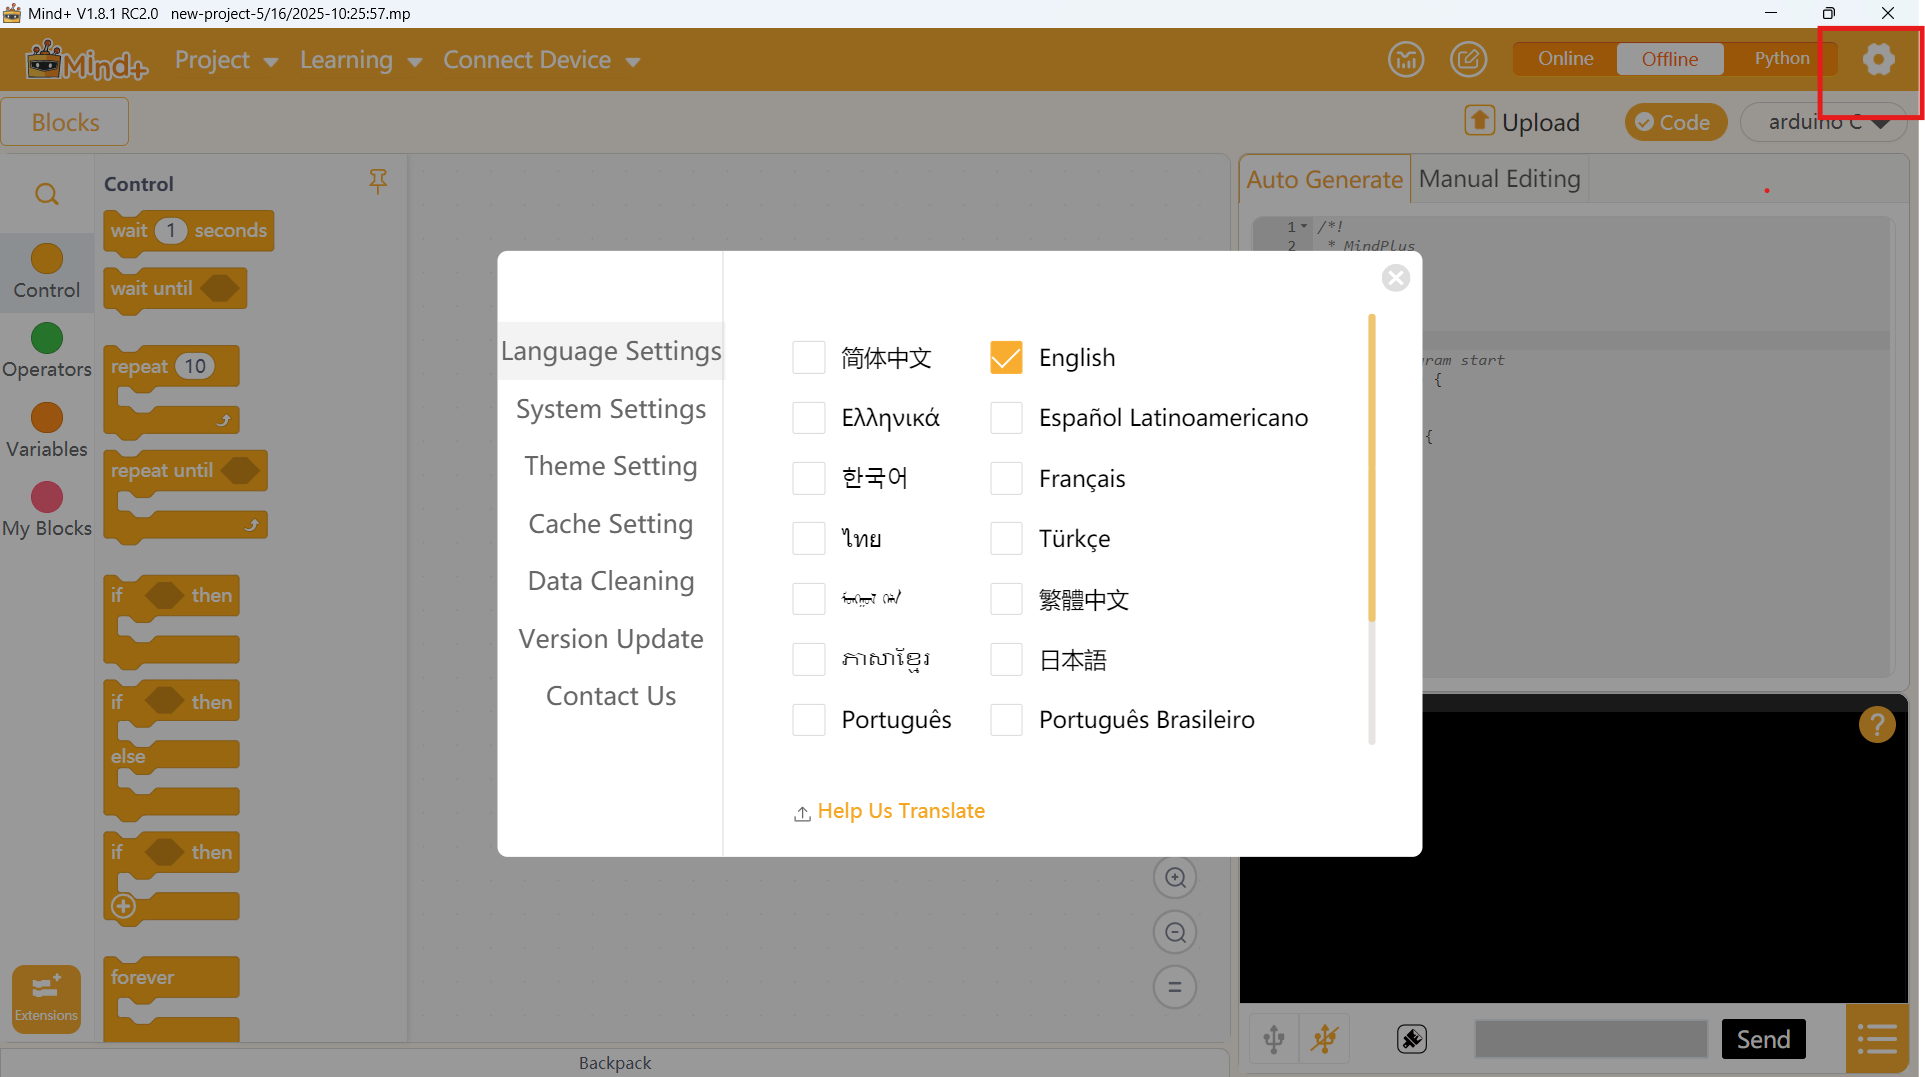 Mind+ V1.8.1 RC2.0 new-project-5/16/2025-10:25:57.mp
Mind+ Project Learning Connect Device Online Offline Python
Blocks Upload Code arduino C
Control
wait 1 seconds
wait until
repeat 10
repeat until
if then
if then
else
if then
forever
Control
Operators
Variables
My Blocks
Extensions
Auto Generate Manual Editing
1 /*!
2 * MindPlus
ram start
{
{
Language Settings
System Settings
Theme Setting
Cache Setting
Data Cleaning
Version Update
Contact Us
简体中文 English
Ελληνικά Español Latinoamericano
한국어 Français
ไทย Türkçe
繁體中文
ភាសាខ្មែរ 日本語
Português Português Brasileiro
Help Us Translate
?
Send
Backpack